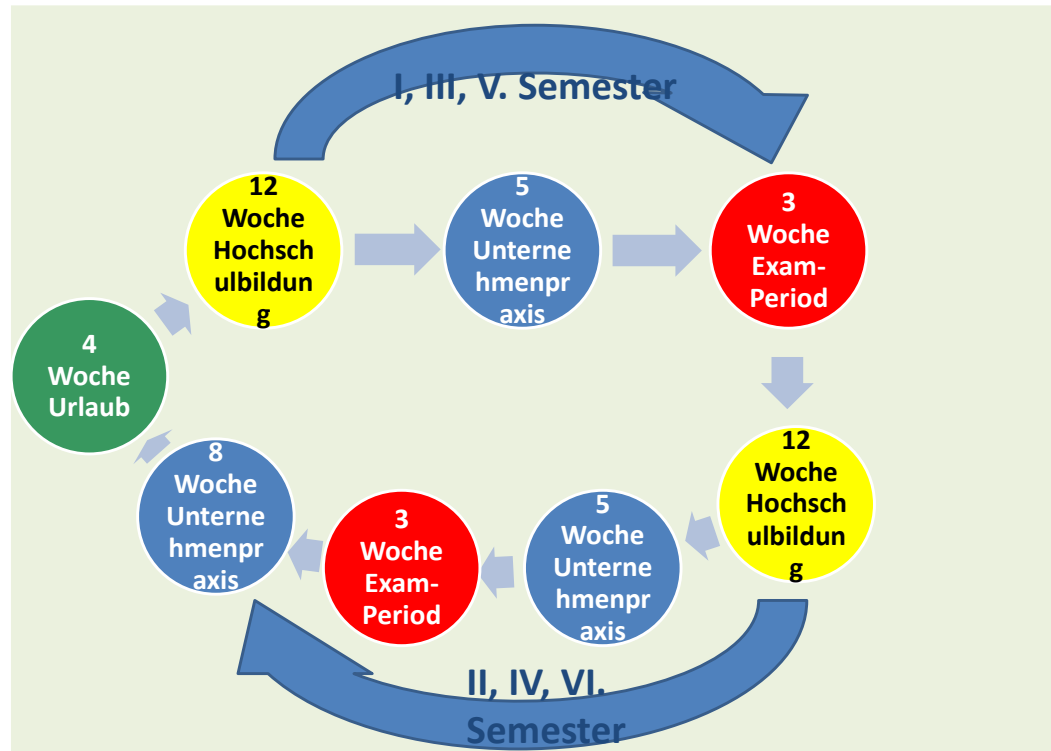 I, III, V. Semester
12
Woche
Hochsch
ulbildun
g
5
Woche
Unterne
hmenpr
axis
3
Woche
Exam-
Period
4
Woche
Urlaub
8
Woche
Unterne
hmenpr
axis
3
Woche
Exam-
Period
5
Woche
Unterne
hmenpr
axis
12
Woche
Hochsch
ulbildun
g
II, IV, VI.
Semester